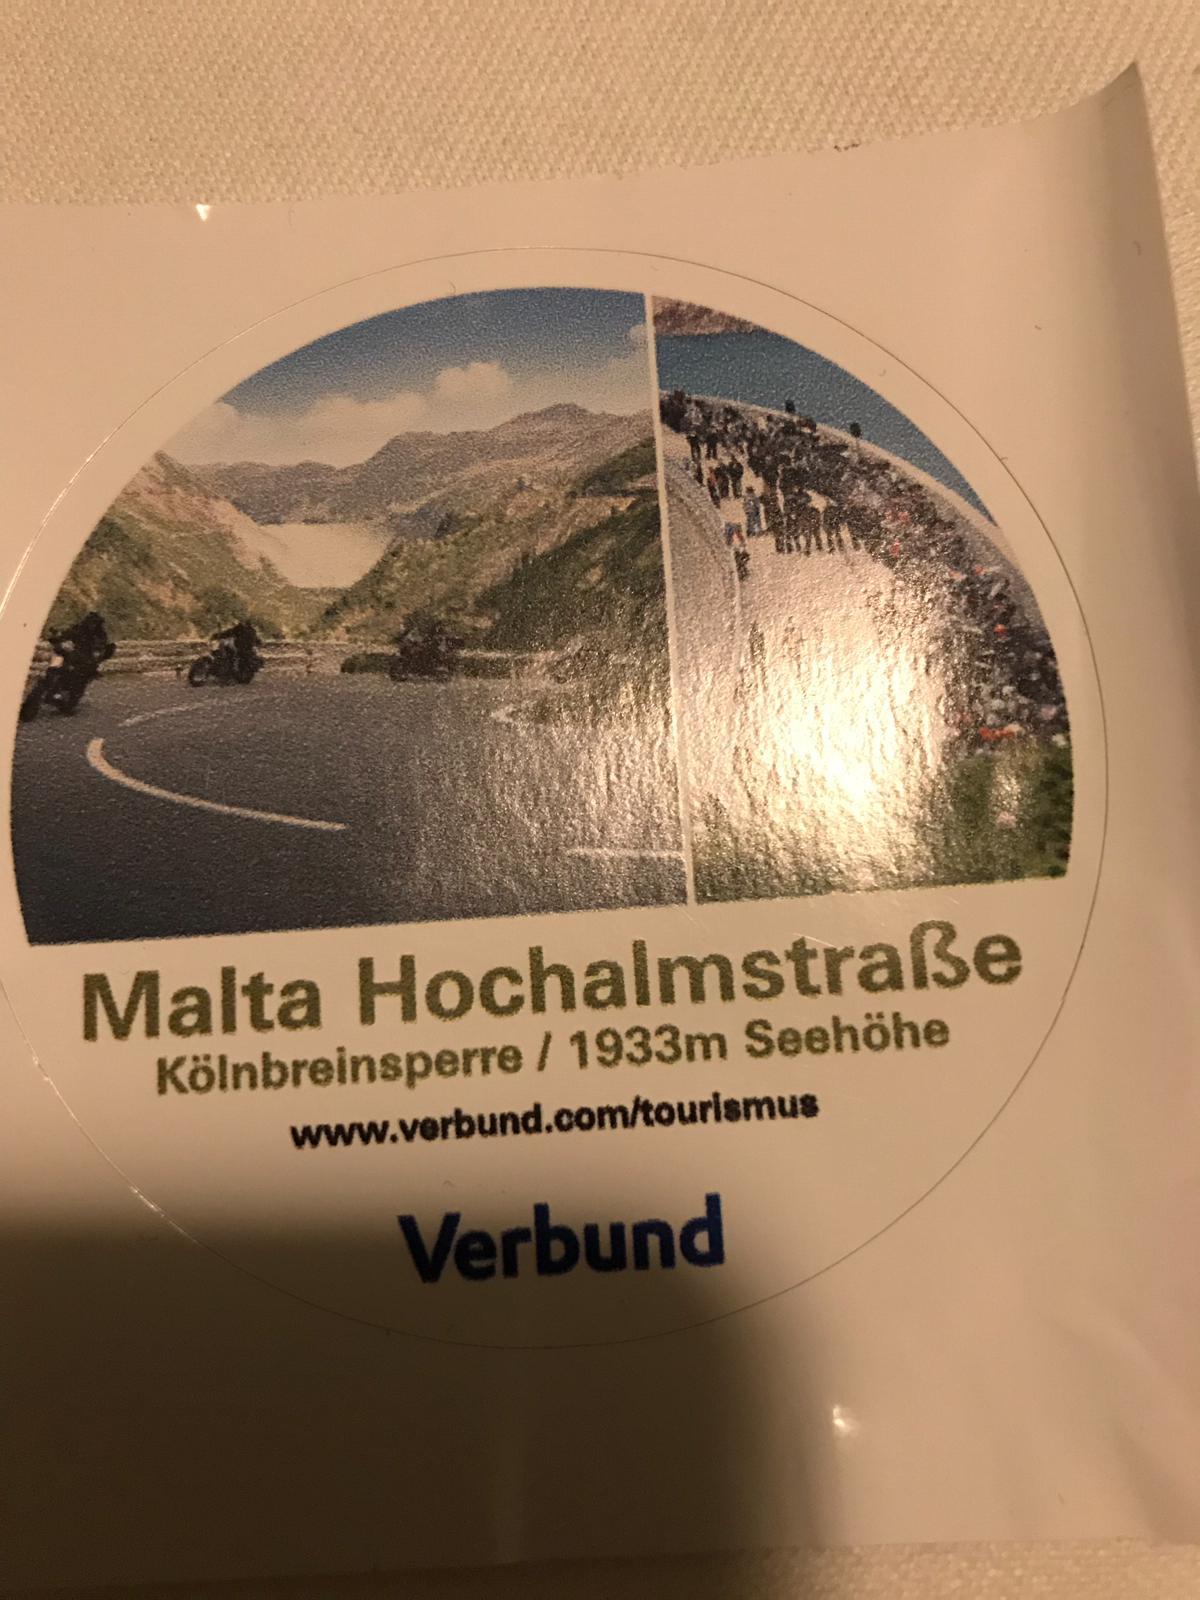 Malta Hochalmstraße
Kölnbreinsperre / 1933m Seehöhe
www.verbund.com/tourismus
Verbund